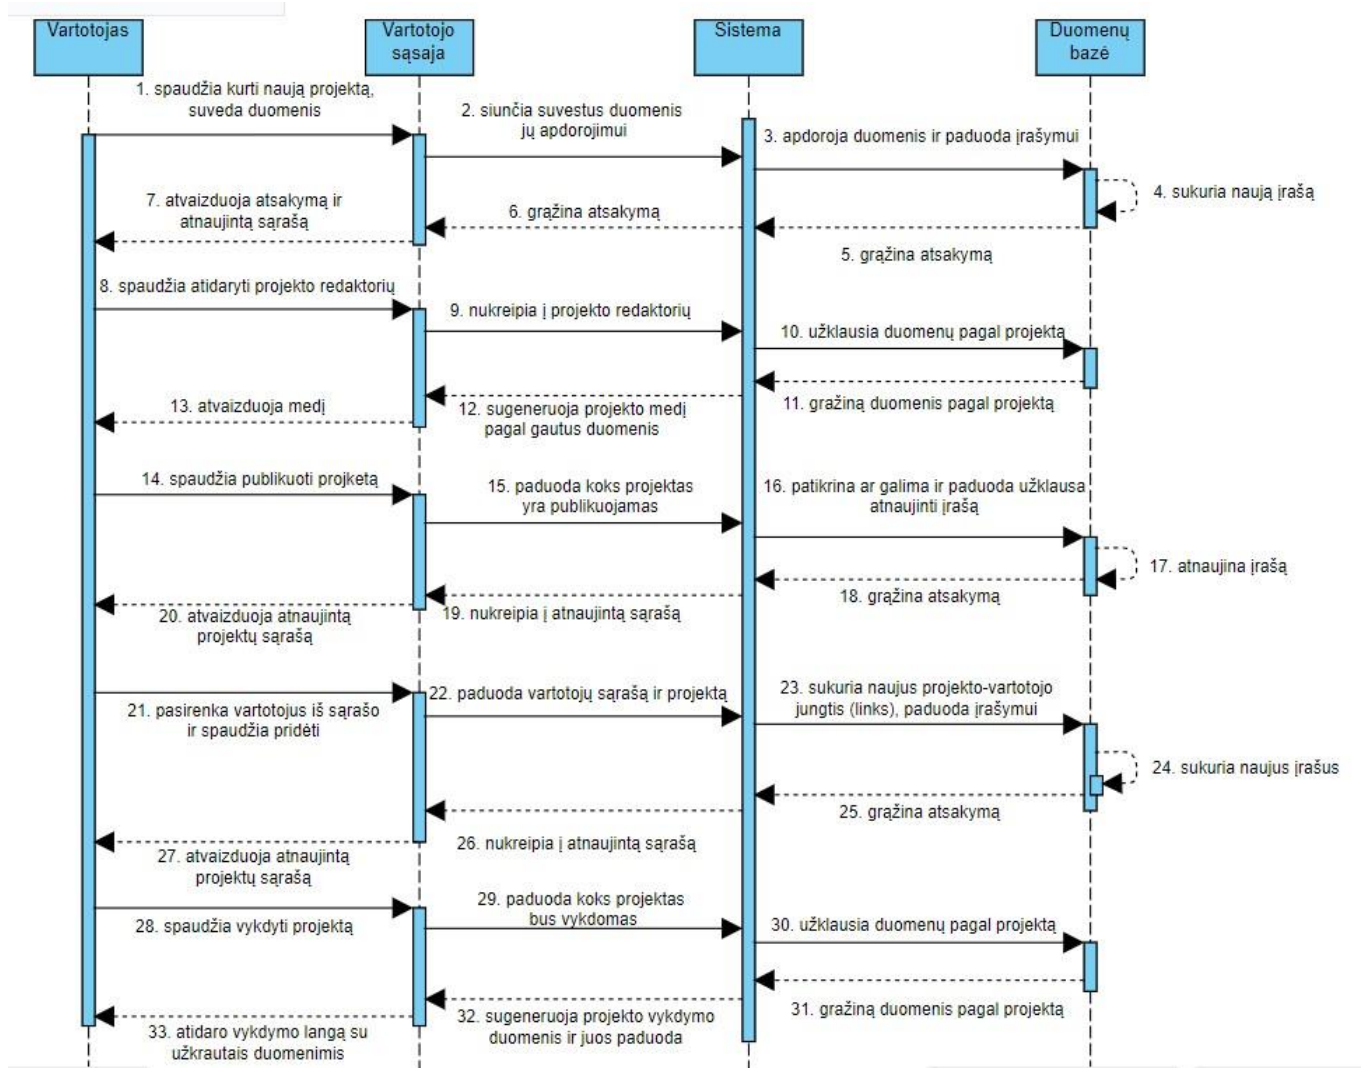 Vartotojas
Vartotojo
sąsaja
Sistema
Duomenų
bazė
1. spaudžia kurti naują projektą,
suveda duomenis
2. siunčia suvestus duomenis
jų apdorojimui
3. apdoroja duomenis ir paduoda įrašymui
4. sukuria naują įrašą
5. grąžina atsakymą
6. grąžina atsakymą
7. atvaizduoja atsakymą ir
atnaujintą sąrašą
8. spaudžia atidaryti projekto redaktorių
9. nukreipia į projekto redaktorių
10. užklausia duomenų pagal projektą
11. gražiną duomenis pagal projektą
12. sugeneruoja projekto medį
pagal gautus duomenis
13. atvaizduoja medį
14. spaudžia publikuoti projketą
15. paduoda koks projektas
yra publikuojamas
16. patikrina ar galima ir paduoda užklausa
atnaujinti įrašą
17. atnaujina įrašą
18. grąžina atsakymą
19. nukreipia į atnaujintą sąrašą
20. atvaizduoja atnaujintą
projektų sąrašą
21. pasirenka vartotojus iš sąrašo
ir spaudžia pridėti
22. paduoda vartotojų sąrašą ir projektą
23. sukuria naujus projekto-vartotojo
jungtis (links), paduoda įrašymui
24. sukuria naujus įrašus
25. grąžina atsakymą
26. nukreipia į atnaujintą sąrašą
27. atvaizduoja atnaujintą
projektų sąrašą
28. spaudžia vykdyti projektą
29. paduoda koks projektas
bus vykdomas
30. užklausia duomenų pagal projektą
31. gražiną duomenis pagal projektą
32. sugeneruoja projekto vykdymo
duomenis ir juos paduoda
33. atidaro vykdymo langą su
užkrautais duomenimis